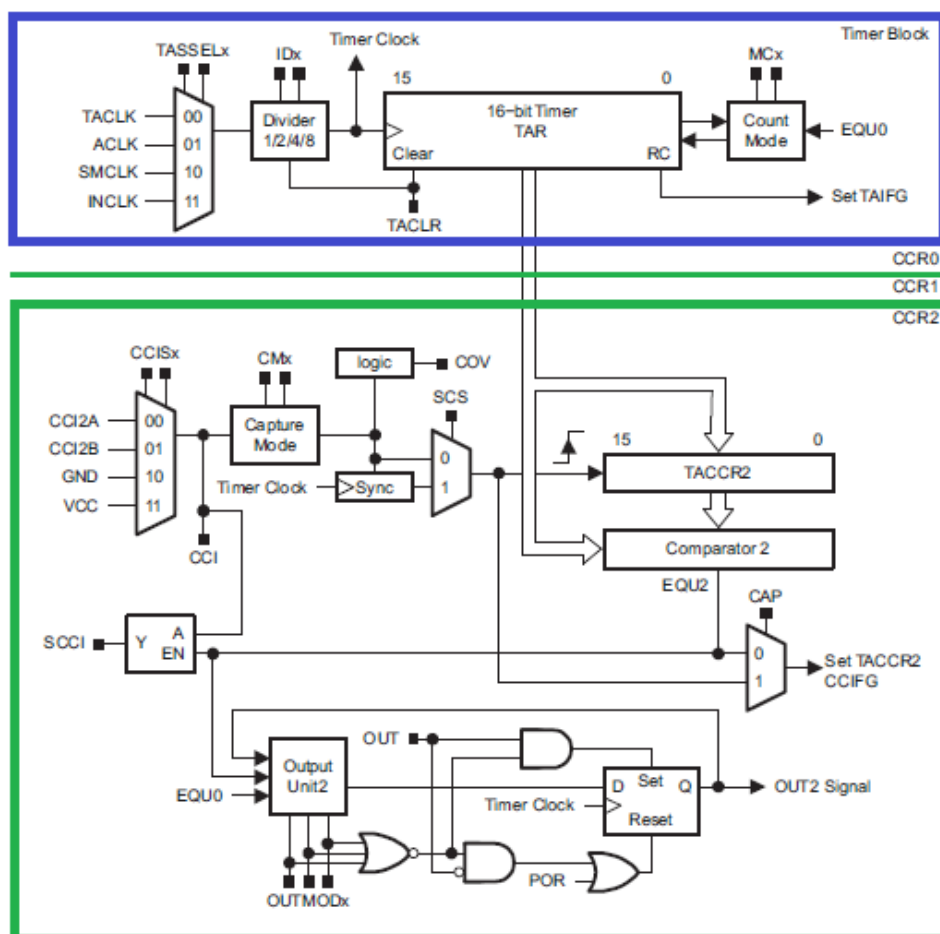 Timer Block
TASSELx
IDx
Timer Clock
15
0
MCx
TACLK
ACLK
SMCLK
INCLK
00
01
10
11
Divider
1/2/4/8
16-bit Timer
TAR
Clear
RC
Count
Mode
EQU0
Set TAIFG
TACLR
CCR0
CCR1
CCR2
CCISx
CMx
logic
COV
SCS
CCI2A
CCI2B
GND
VCC
00
01
10
11
Capture
Mode
Timer Clock
Sync
0
1
15
0
TACCR2
Comparator 2
CCI
EQU2
CAP
SCCI
Y
A
EN
0
1
Set TACCR2
CCIFG
OUT
Output
Unit2
EQU0
Timer Clock
D
Set
Q
Reset
OUT2 Signal
POR
OUTMODx